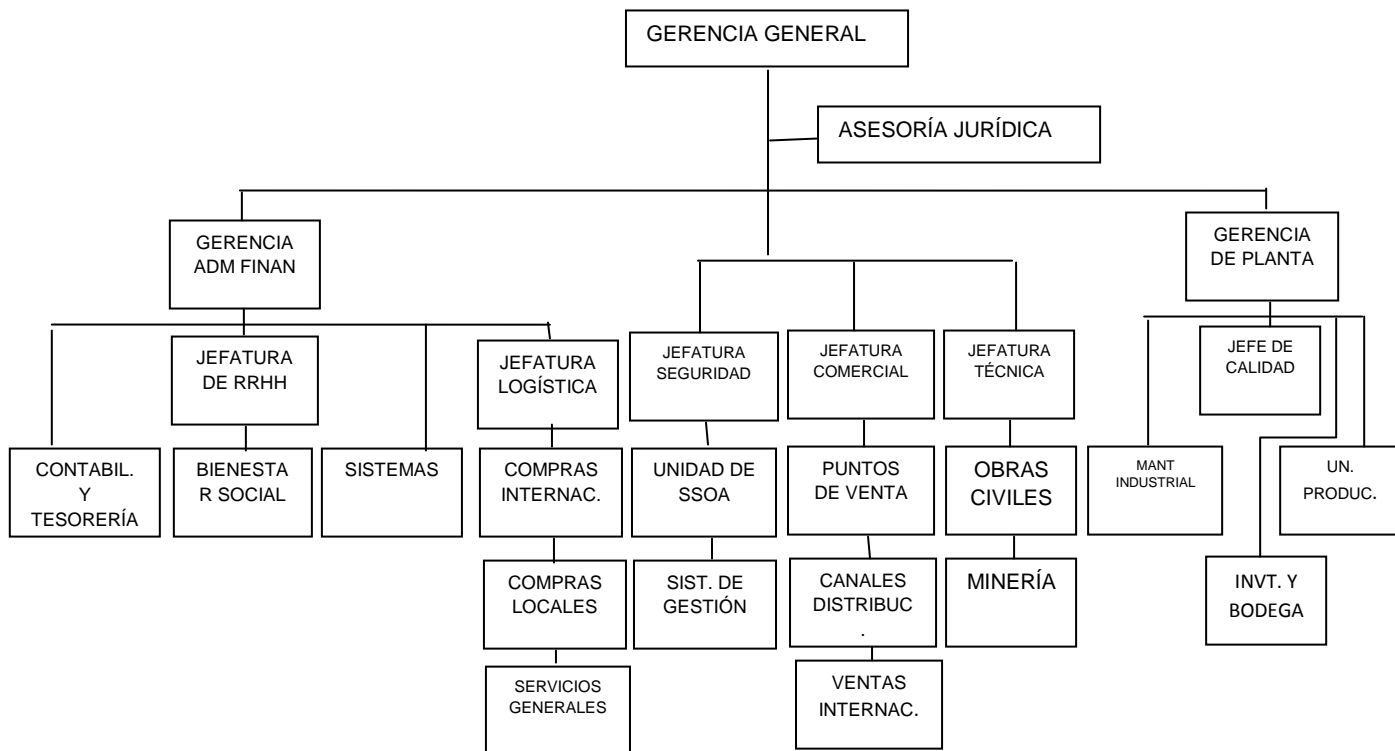 GERENCIA GENERAL
ASESORÍA JURÍDICA
GERENCIA
ADM FINAN
GERENCIA
DE PLANTA
JEFATURA
DE RRHH
JEFATURA
LOGÍSTICA
JEFATURA
SEGURIDAD
JEFATURA
COMERCIAL
JEFATURA
TÉCNICA
JEFE DE
CALIDAD
CONTABIL.
Y
TESORERÍA
BIENESTA
R SOCIAL
SISTEMAS
COMPRAS
INTERNAC.
UNIDAD DE
SSOA
PUNTOS
DE VENTA
OBRAS
CIVILES
MANT
INDUSTRIAL
UN.
PRODUC.
COMPRAS
LOCALES
SIST. DE
GESTIÓN
CANALES
DISTRIBUC
.
MINERÍA
INVT. Y
BODEGA
SERVICIOS
GENERALES
VENTAS
INTERNAC.